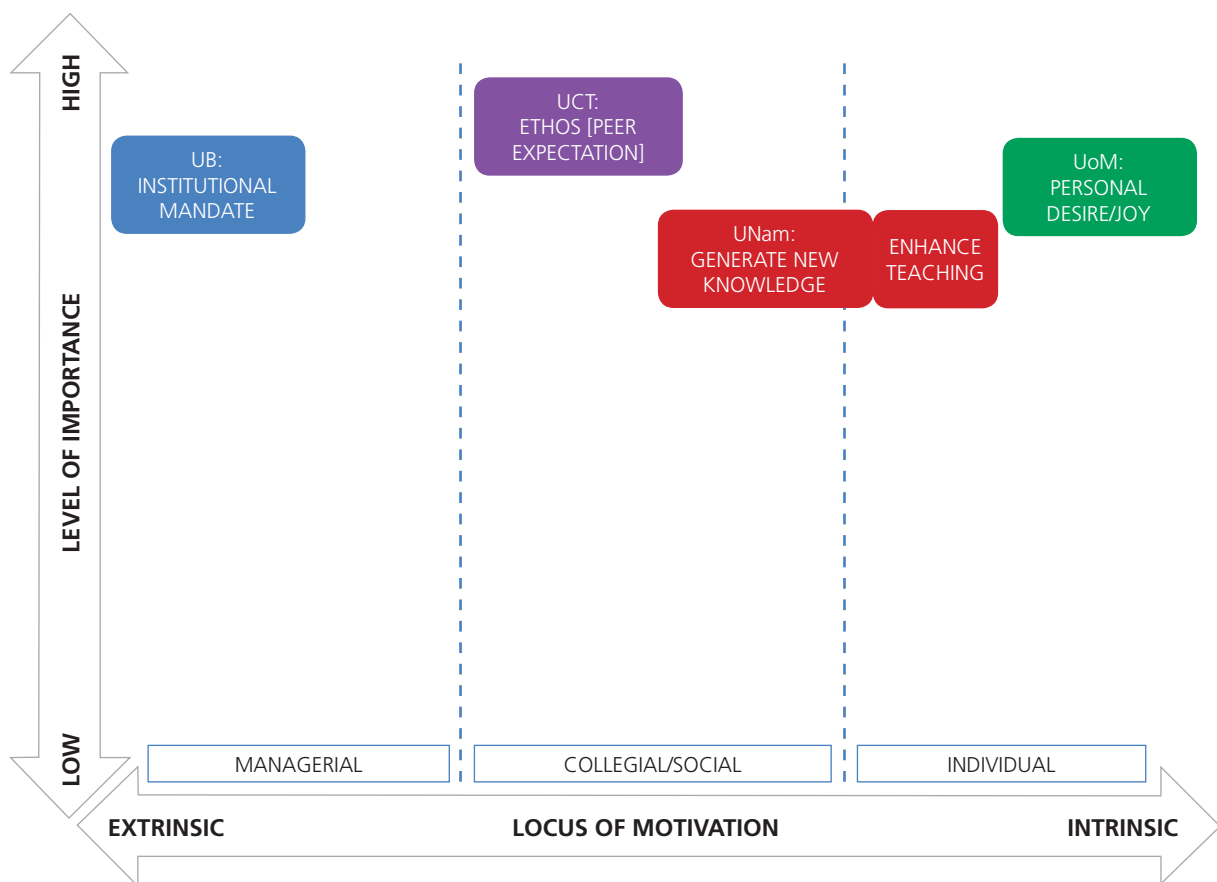 HIGH
LEVEL OF IMPORTANCE
LOW
UB:
INSTITUTIONAL
MANDATE
UCT:
ETHOS [PEER
EXPECTATION]
UNam:
GENERATE NEW
KNOWLEDGE
ENHANCE
TEACHING
UoM:
PERSONAL
DESIRE/JOY
MANAGERIAL
COLLEGIAL/SOCIAL
INDIVIDUAL
EXTRINSIC
LOCUS OF MOTIVATION
INTRINSIC